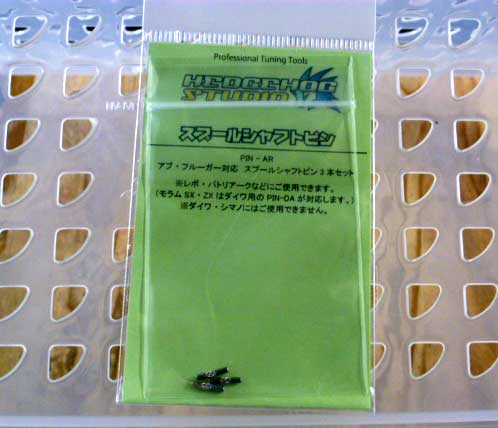 Professional Tuning Tools
HEDGEHOG
STUDIO
スプールシャフトピン
PIN－AR
アブ・フルーガー対応 スプールシャフトピン3本セット
※レボ・パトリアークなどにご使用できます。
（モラム SX・ZX はダイワ用の PIN-DA が対応します。）
※ダイワ・シマノにはご使用できません。